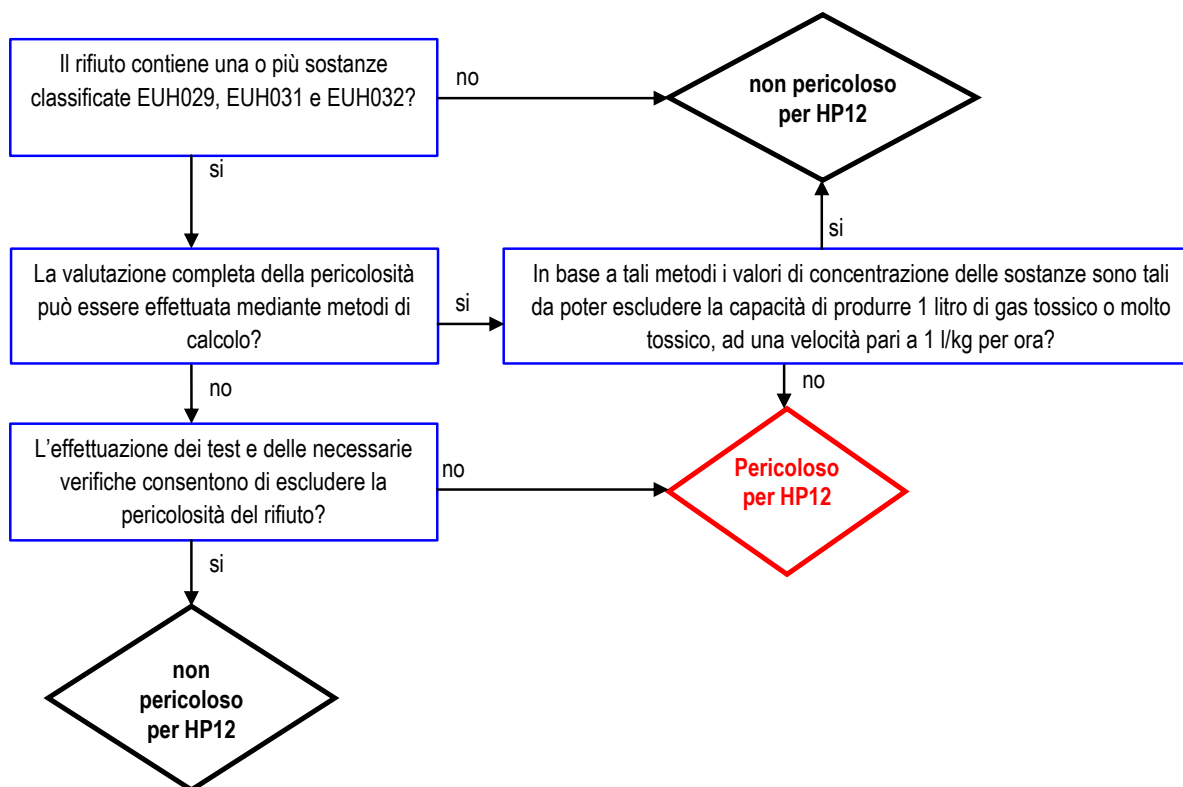 Il rifiuto contiene una o più sostanze
classificate EUH029, EUH031 e EUH032?
no
non pericoloso
per HP12
si
si
La valutazione completa della pericolosità
può essere effettuata mediante metodi di
calcolo?
si
In base a tali metodi i valori di concentrazione delle sostanze sono tali
da poter escludere la capacità di produrre 1 litro di gas tossico o molto
tossico, ad una velocità pari a 1 l/kg per ora?
no
no
L'effettuazione dei test e delle necessarie
verifiche consentono di escludere la
pericolosità del rifiuto?
no
Pericoloso
per HP12
si
non
pericoloso
per HP12